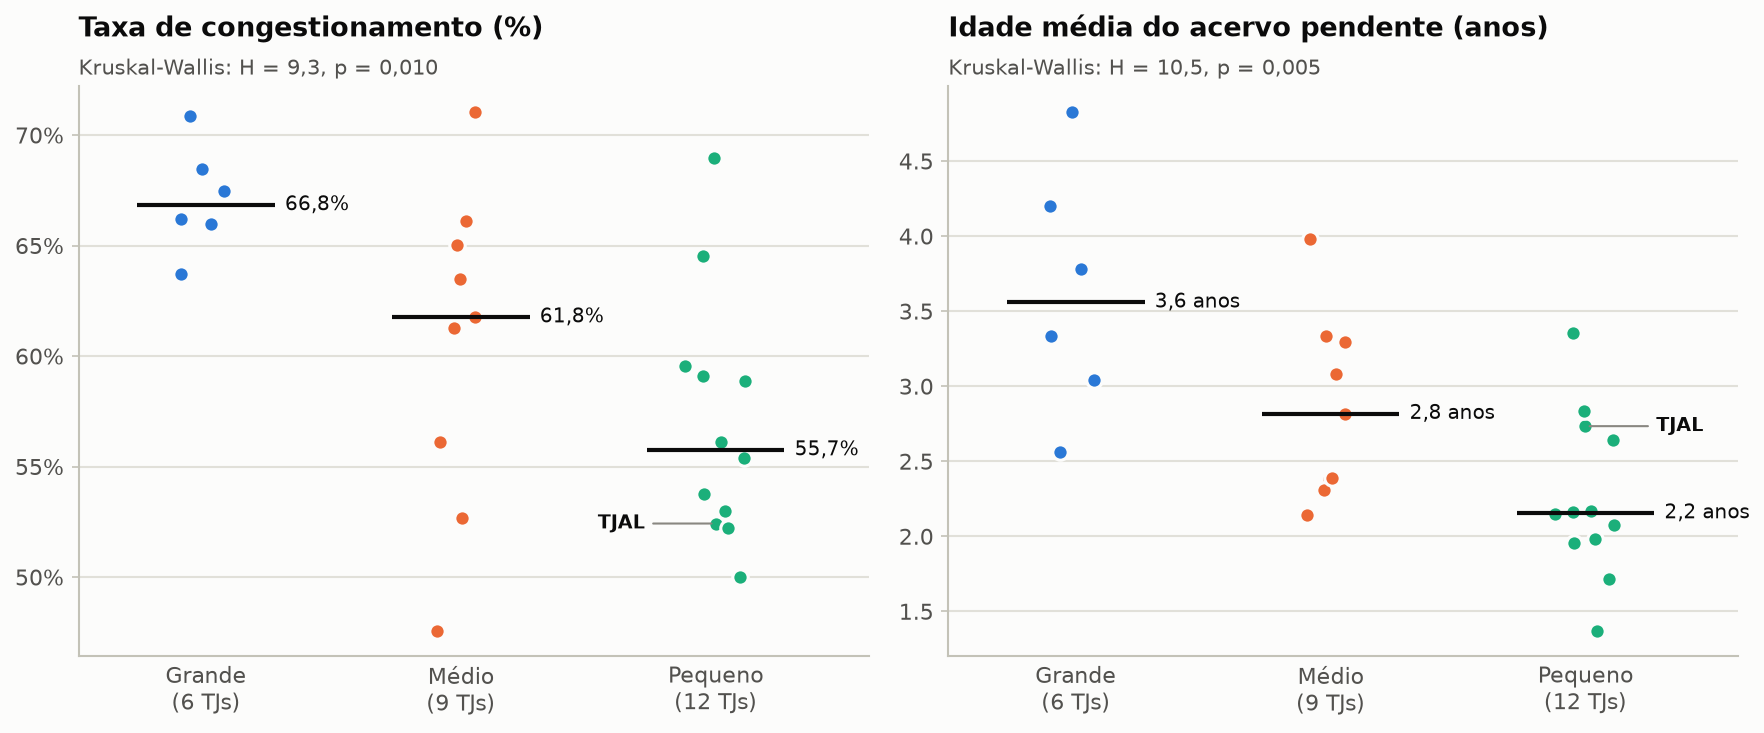 Taxa de congestionamento (%)
Kruskal-Wallis: H = 9,3, p = 0,010
70%
65%
60%
55%
50%
66,8%
61,8%
55,7%
TJAL
Grande
(6 TJs)
Médio
(9 TJs)
Pequeno
(12 TJs)
Idade média do acervo pendente (anos)
Kruskal-Wallis: H = 10,5, p = 0,005
4.5
4.0
3.5
3.0
2.5
2.0
1.5
3,6 anos
2,8 anos
TJAL
2,2 anos
Grande
(6 TJs)
Médio
(9 TJs)
Pequeno
(12 TJs)